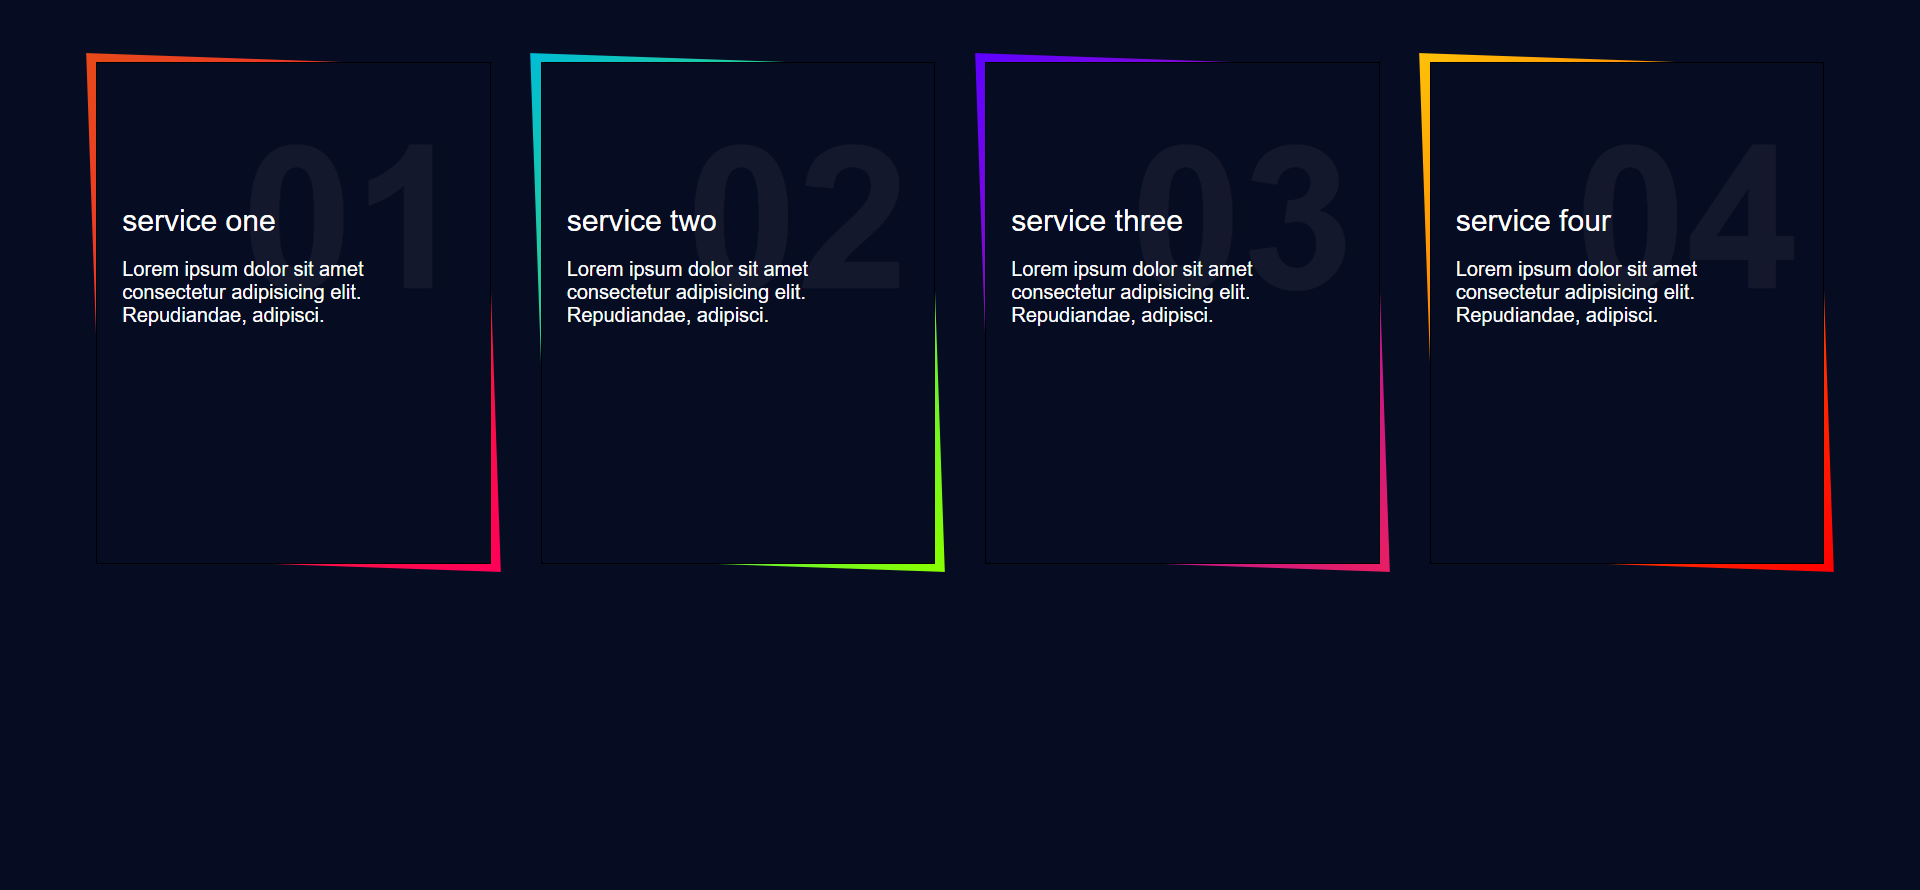 01
service one
Lorem ipsum dolor sit amet
consectetur adipisicing elit.
Repudiandae, adipisci.
02
service two
Lorem ipsum dolor sit amet
consectetur adipisicing elit.
Repudiandae, adipisci.
03
service three
Lorem ipsum dolor sit amet
consectetur adipisicing elit.
Repudiandae, adipisci.
04
service four
Lorem ipsum dolor sit amet
consectetur adipisicing elit.
Repudiandae, adipisci.